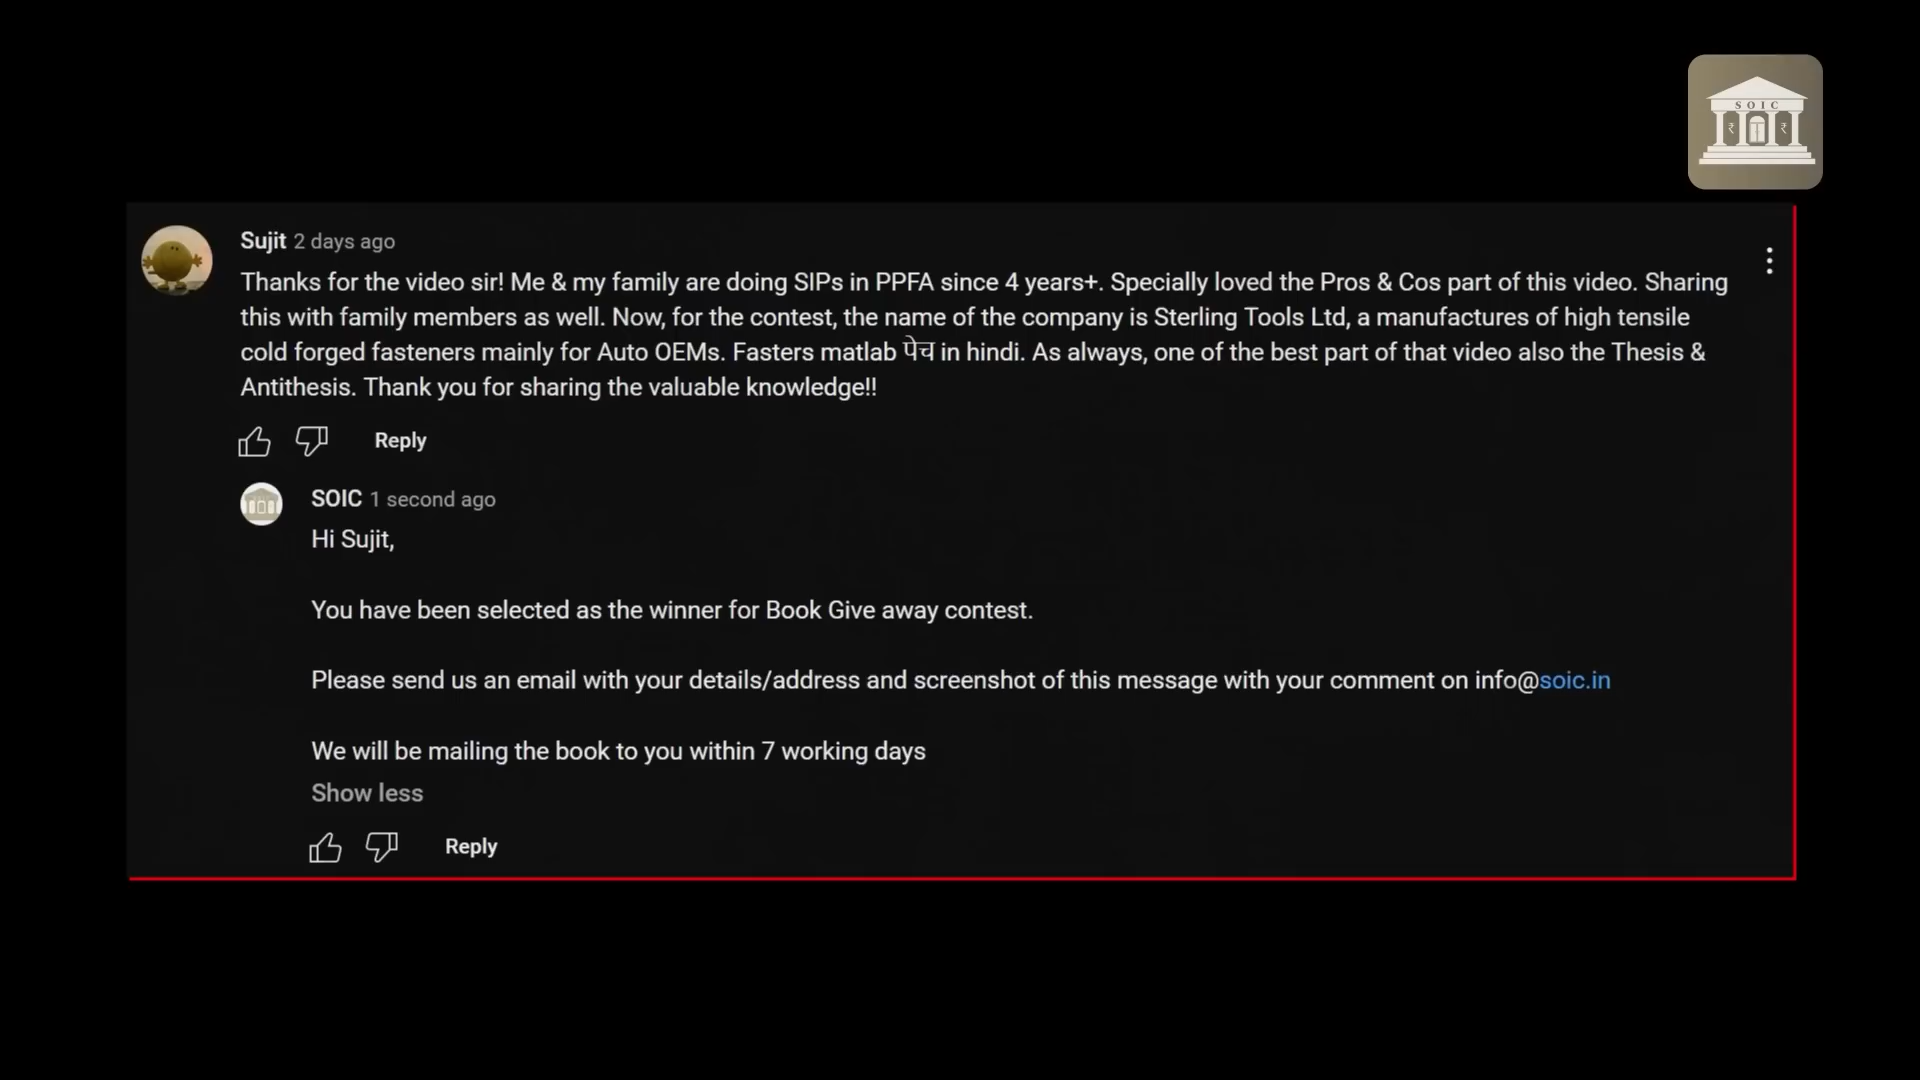 SOIC
₹ ₹
Sujit 2 days ago
Thanks for the video sir! Me & my family are doing SIPs in PPFA since 4 years+. Specially loved the Pros & Cos part of this video. Sharing
this with family members as well. Now, for the contest, the name of the company is Sterling Tools Ltd, a manufactures of high tensile
cold forged fasteners mainly for Auto OEMs. Fasters matlab पेच in hindi. As always, one of the best part of that video also the Thesis &
Antithesis. Thank you for sharing the valuable knowledge!!
Reply
SOIC 1 second ago
Hi Sujit,
You have been selected as the winner for Book Give away contest.
Please send us an email with your details/address and screenshot of this message with your comment on info@soic.in
We will be mailing the book to you within 7 working days
Show less
Reply